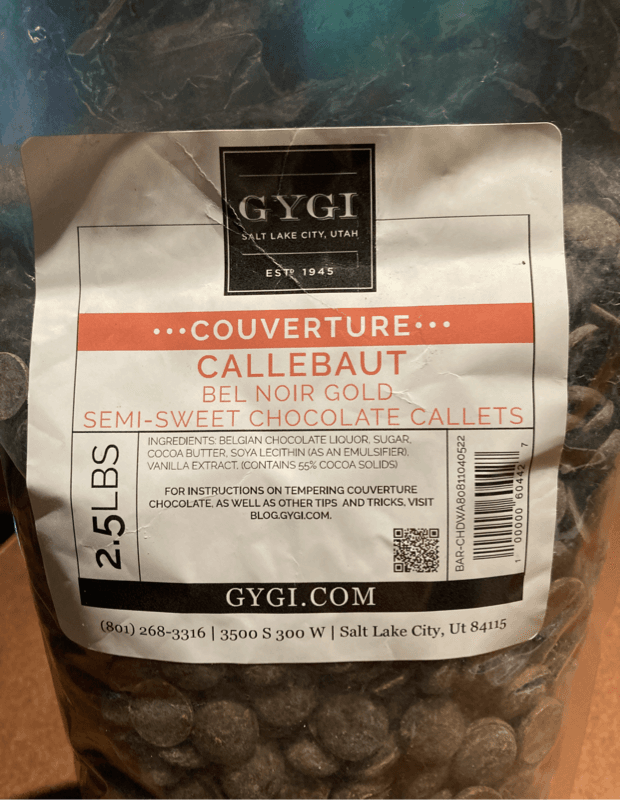 GYGI
SALT LAKE CITY, UTAH
ESTD 1945
•••COUVERTURE•••
CALLEBAUT
BEL NOIR GOLD
SEMI-SWEET CHOCOLATE CALLETS
2.5LBS
INGREDIENTS: BELGIAN CHOCOLATE LIQUOR, SUGAR,
COCOA BUTTER, SOYA LECITHIN (AS AN EMULSIFIER),
VANILLA EXTRACT. (CONTAINS 55% COCOA SOLIDS)
FOR INSTRUCTIONS ON TEMPERING COUVERTURE
CHOCOLATE, AS WELL AS OTHER TIPS AND TRICKS, VISIT
BLOG.GYGI.COM.
BAR-CHDWA80811040522
1 00000 60442 7
GYGI.COM
(801) 268-3316 | 3500 S 300 W | Salt Lake City, Ut 84115